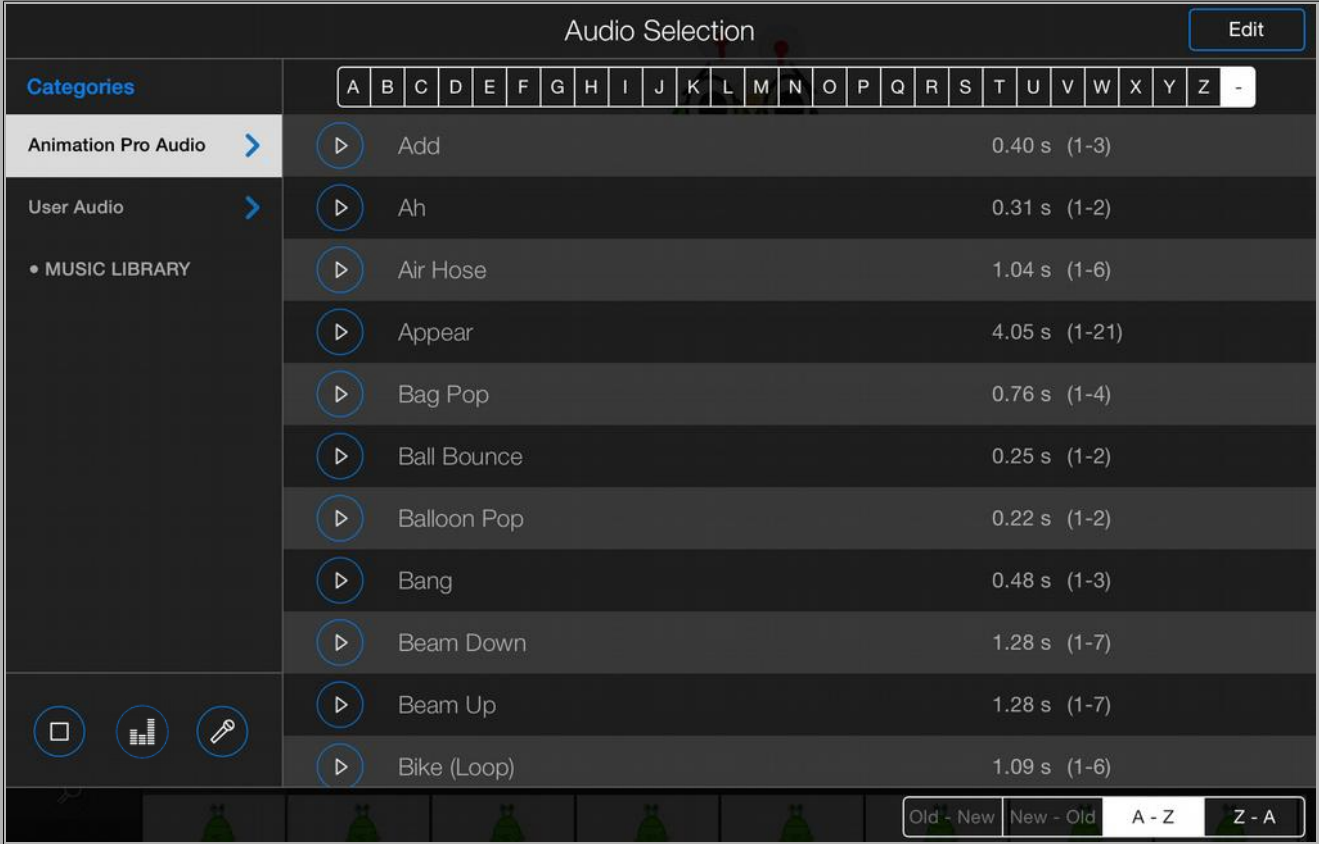 Audio Selection
Edit
Categories
A B C D E F G H I J K L M N O P Q R S T U V W X Y Z -
Animation Pro Audio
User Audio
• MUSIC LIBRARY
Add 0.40 s (1-3)
Ah 0.31 s (1-2)
Air Hose 1.04 s (1-6)
Appear 4.05 s (1-21)
Bag Pop 0.76 s (1-4)
Ball Bounce 0.25 s (1-2)
Balloon Pop 0.22 s (1-2)
Bang 0.48 s (1-3)
Beam Down 1.28 s (1-7)
Beam Up 1.28 s (1-7)
Bike (Loop) 1.09 s (1-6)
Old - New New - Old A - Z Z - A